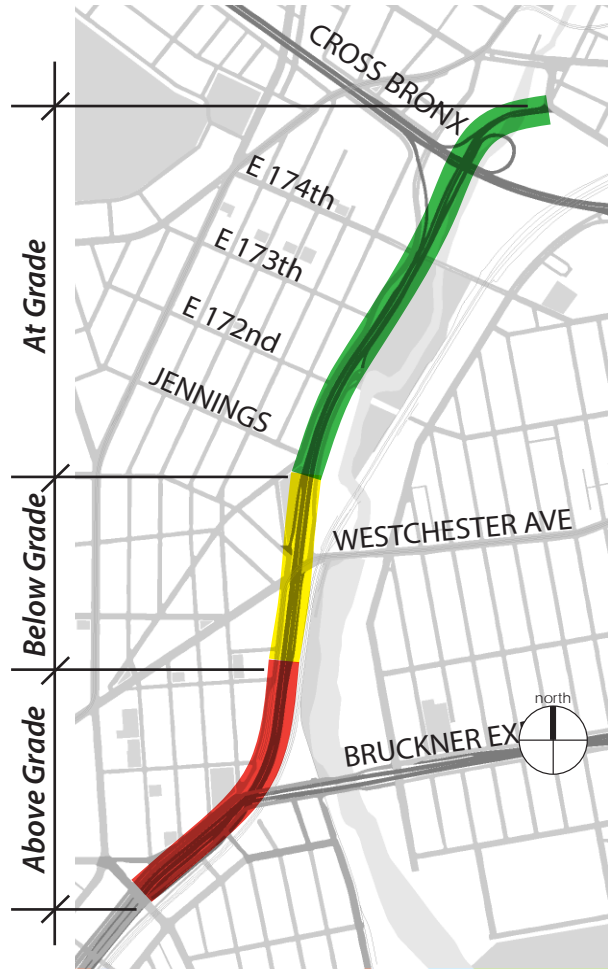 CROSS BRONX
E 174th
At Grade
E 173th
E 172nd
JENNINGS
WESTCHESTER AVE
Below Grade
north
BRUCKNER EX
Above Grade